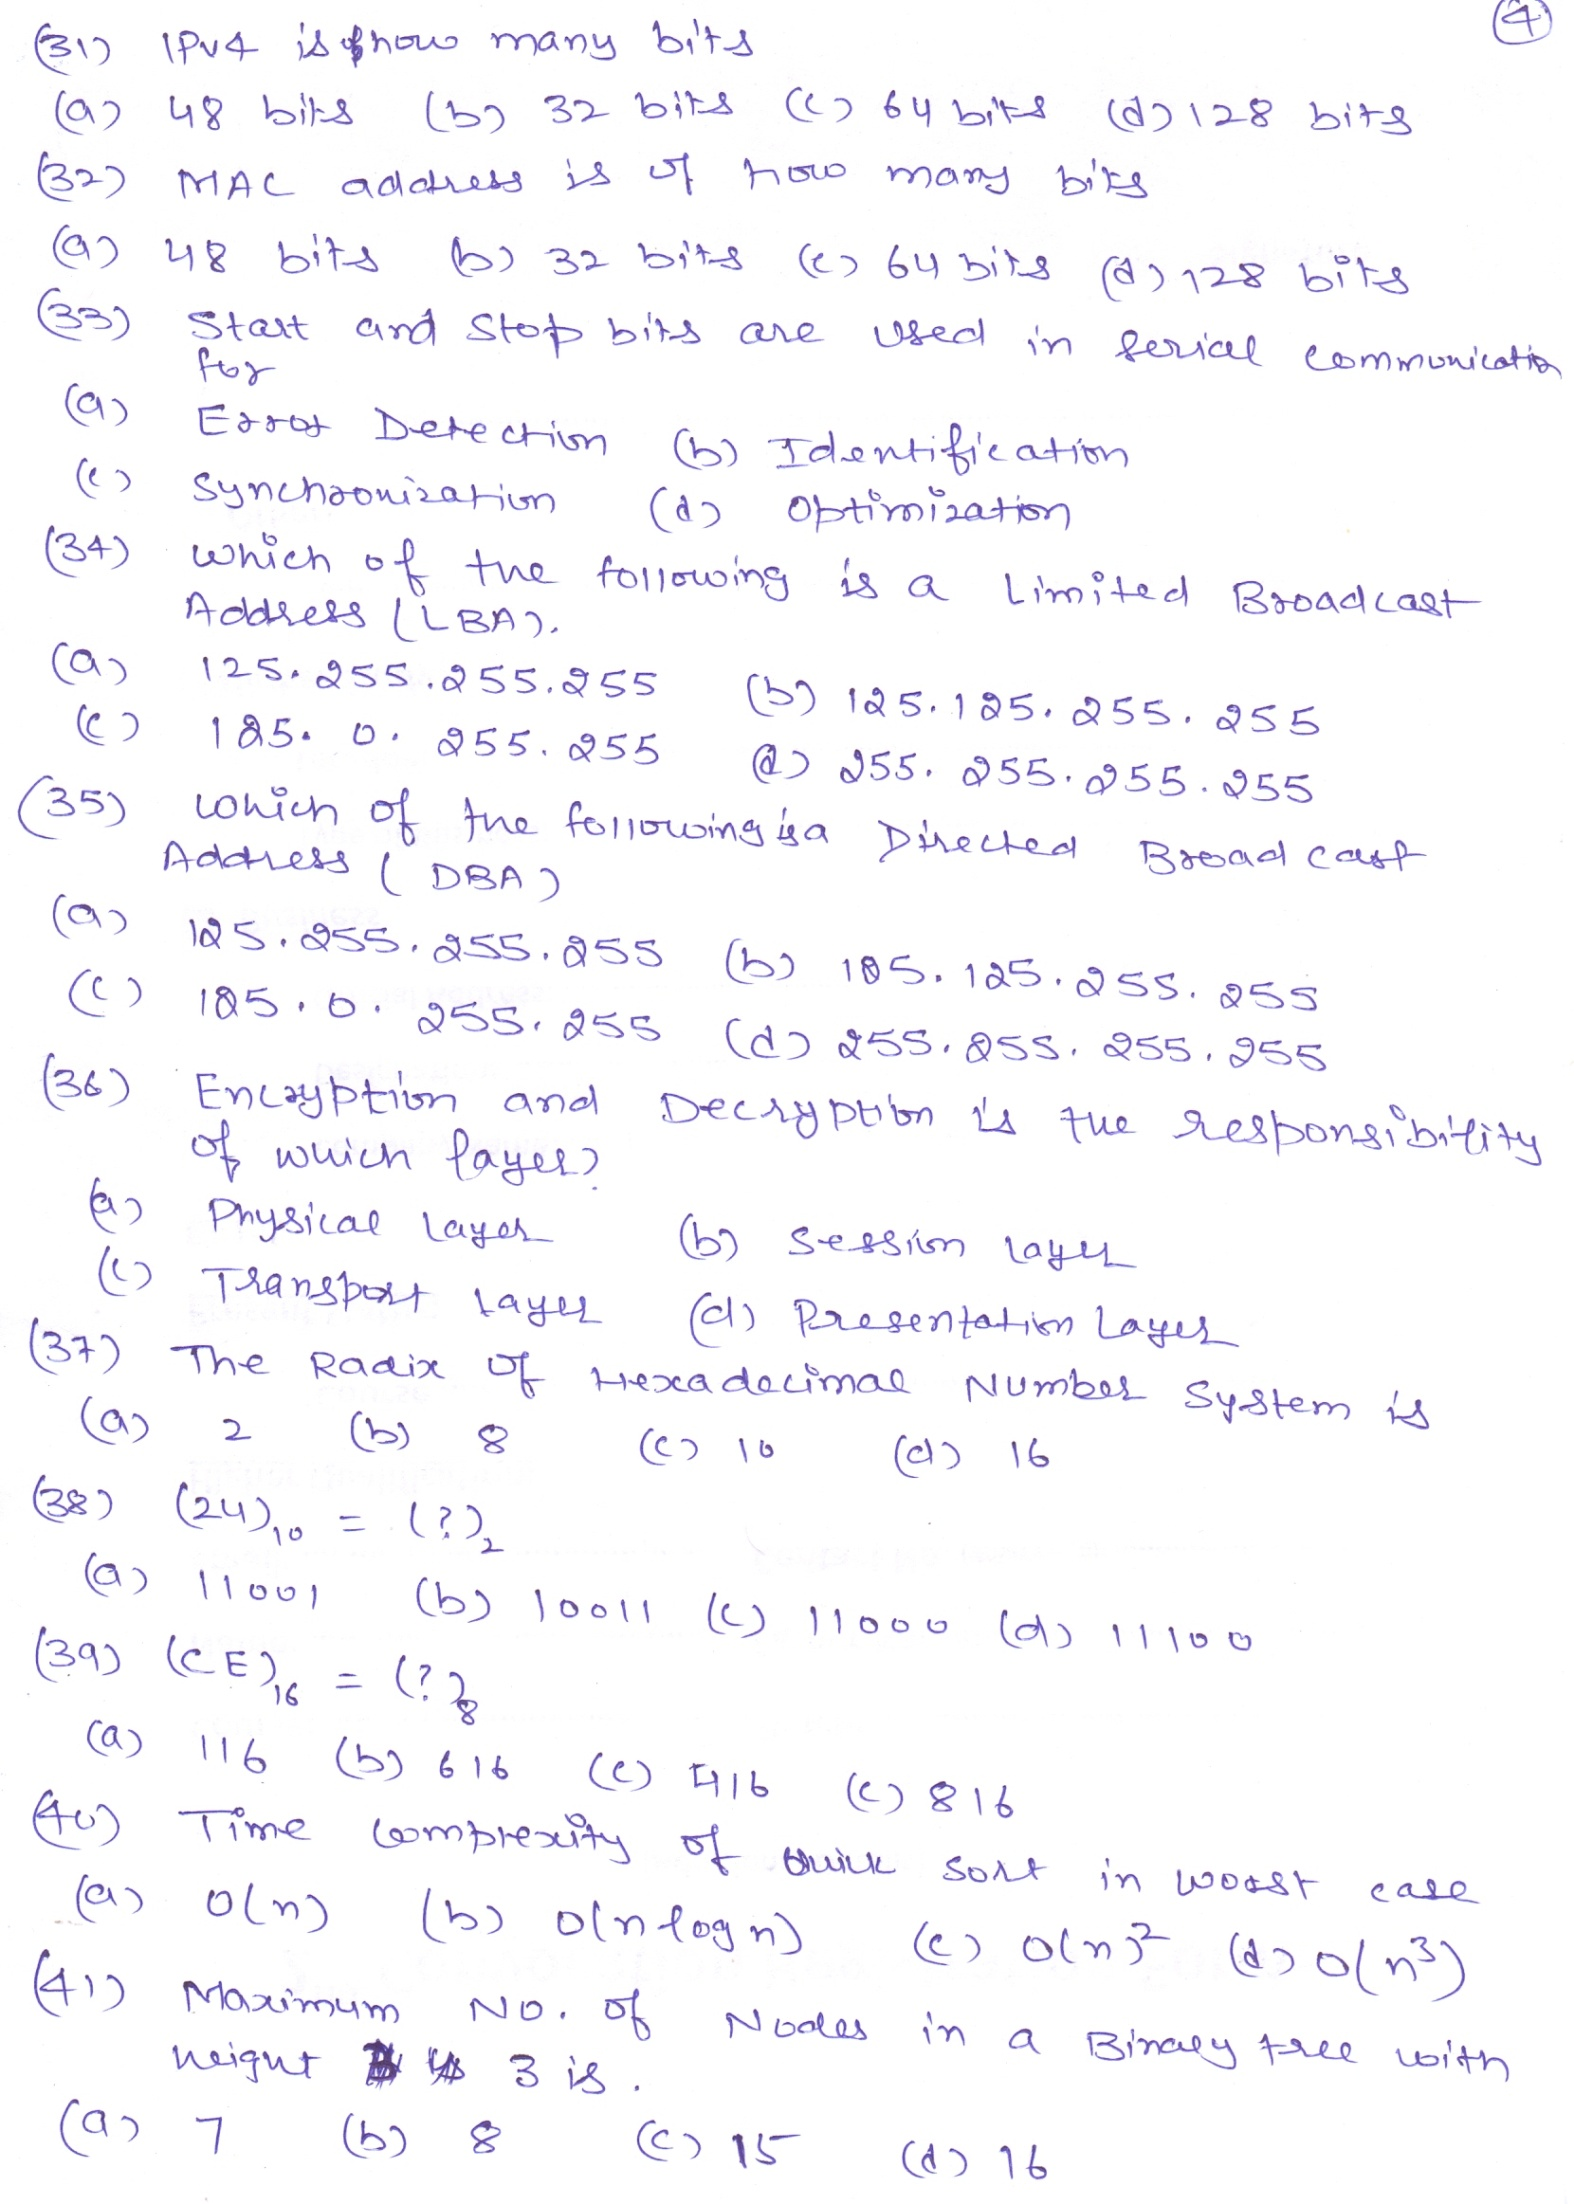 (4)
(31) IPv4 is of how many bits
(a) 48 bits (b) 32 bits (c) 64 bits (d) 128 bits
(32) MAC address is of how many bits
(a) 48 bits (b) 32 bits (c) 64 bits (d) 128 bits
(33) Start and Stop bits are used in serial communication
for
(a) Error Detection (b) Identification
(c) Synchronization (d) Optimization
(34) which of the following is a Limited Broadcast
Address (LBA).
(a) 125.255.255.255 (b) 125.125.255.255
(c) 125.0.255.255 (d) 255.255.255.255
(35) which of the following is a Directed Broadcast
Address (DBA)
(a) 125.255.255.255 (b) 125.125.255.255
(c) 125.0.255.255 (d) 255.255.255.255
(36) Encryption and Decryption is the responsibility
of which layer?
(a) Physical Layer (b) Session layer
(c) Transport Layer (d) Presentation Layer
(37) The Radix of Hexadecimal Number System is
(a) 2 (b) 8 (c) 10 (d) 16
(38) (24)₁₀ = (?)₂
(a) 11001 (b) 10011 (c) 11000 (d) 11100
(39) (CE)₁₆ = (?)₈
(a) 116 (b) 616 (c) 416 (c) 816
(40) Time complexity of Quick Sort in worst case
(a) O(n) (b) O(n log n) (c) O(n)² (d) O(n³)
(41) Maximum No. of Nodes in a Binary tree with
height 3 is.
(a) 7 (b) 8 (c) 15 (d) 16